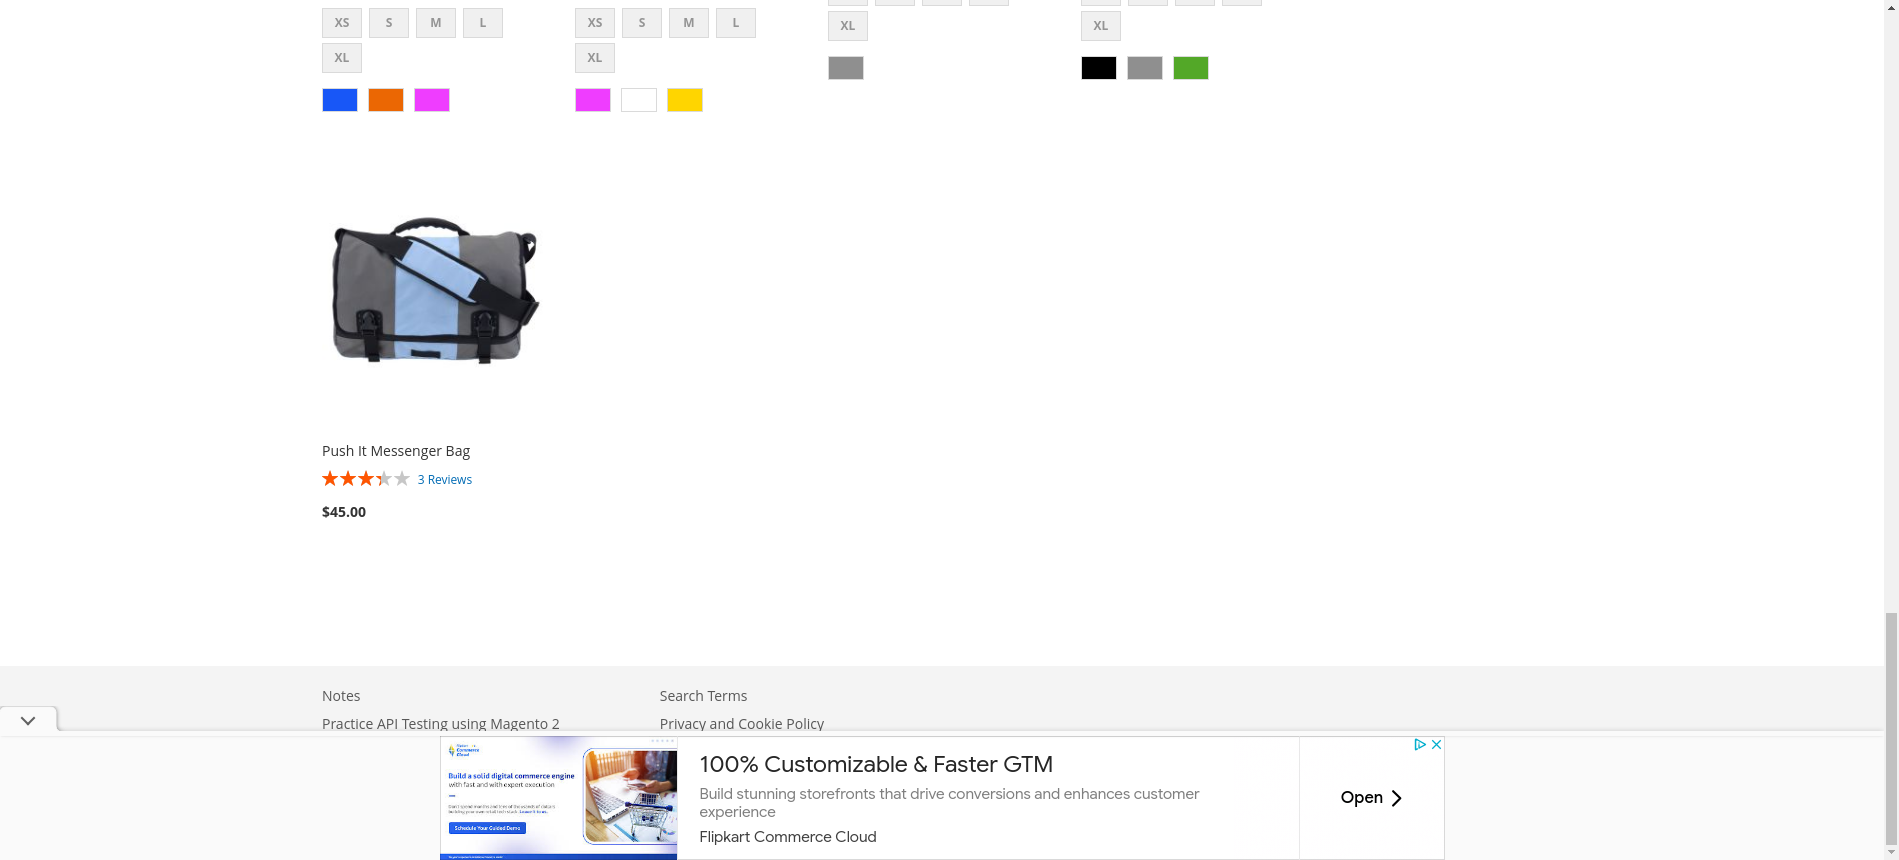 XS S M L
XL
XS S M L
XL
XL
XL
Push It Messenger Bag
3 Reviews
$45.00
Notes
Search Terms
Practice API Testing using Magento 2
Privacy and Cookie Policy
Commerce
Cloud
Build a solid digital commerce engine
with fast and with expert execution
Schedule Your Guided Demo
100% Customizable & Faster GTM
Build stunning storefronts that drive conversions and enhances customer
experience
Flipkart Commerce Cloud
Open